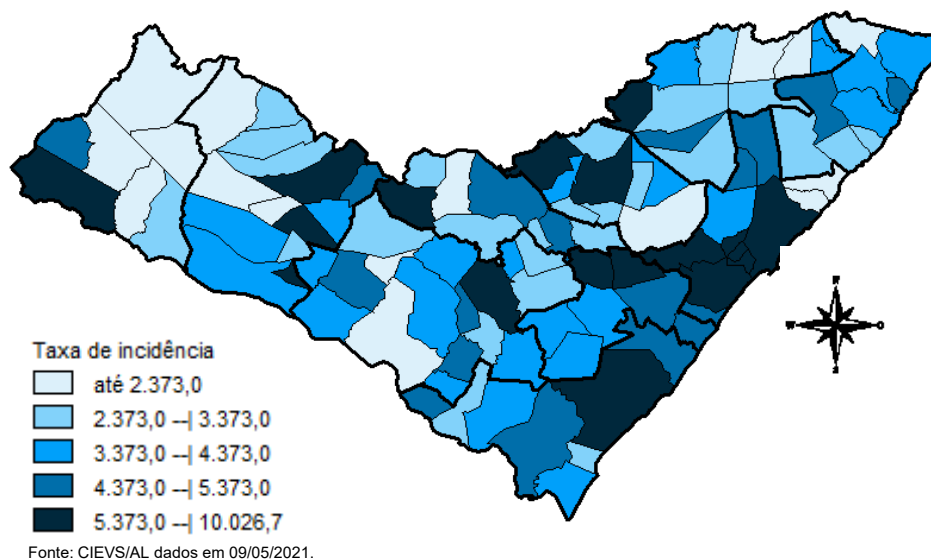 Taxa de incidência
até 2.373,0
2.373,0 --| 3.373,0
3.373,0 --| 4.373,0
4.373,0 --| 5.373,0
5.373,0 --| 10.026,7
Fonte: CIEVS/AL dados em 09/05/2021.